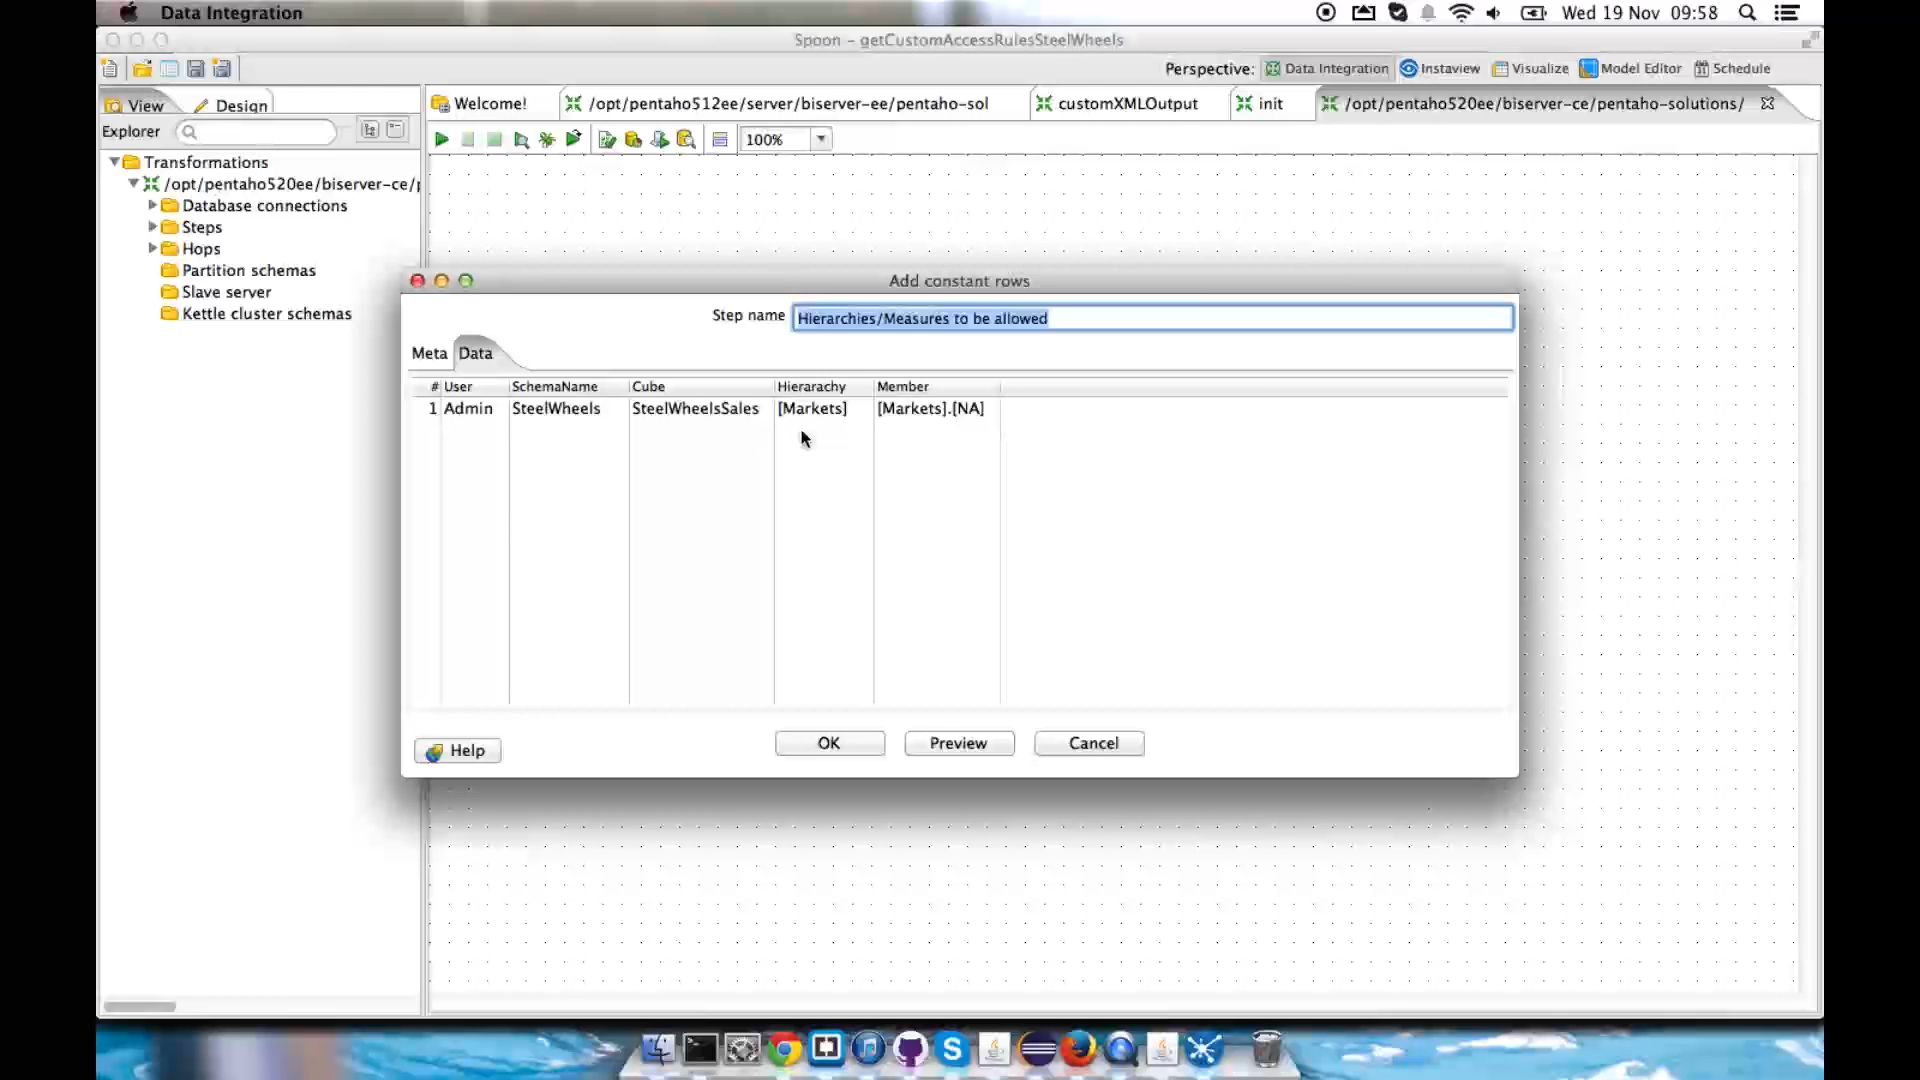 Data Integration
Wed 19 Nov 09:58
Spoon - getCustomAccessRulesSteelWheels
Perspective: Data Integration Instaview Visualize Model Editor Schedule
View Design
Welcome! /opt/pentaho512ee/server/biserver-ee/pentaho-sol customXMLOutput init /opt/pentaho520ee/biserver-ce/pentaho-solutions/
Explorer
100%
Transformations
/opt/pentaho520ee/biserver-ce/p
Database connections
Steps
Hops
Partition schemas
Slave server
Kettle cluster schemas
Add constant rows
Step name Hierarchies/Measures to be allowed
Meta Data
# User SchemaName Cube Hierarachy Member
1 Admin SteelWheels SteelWheelsSales [Markets] [Markets].[NA]
Help OK Preview Cancel